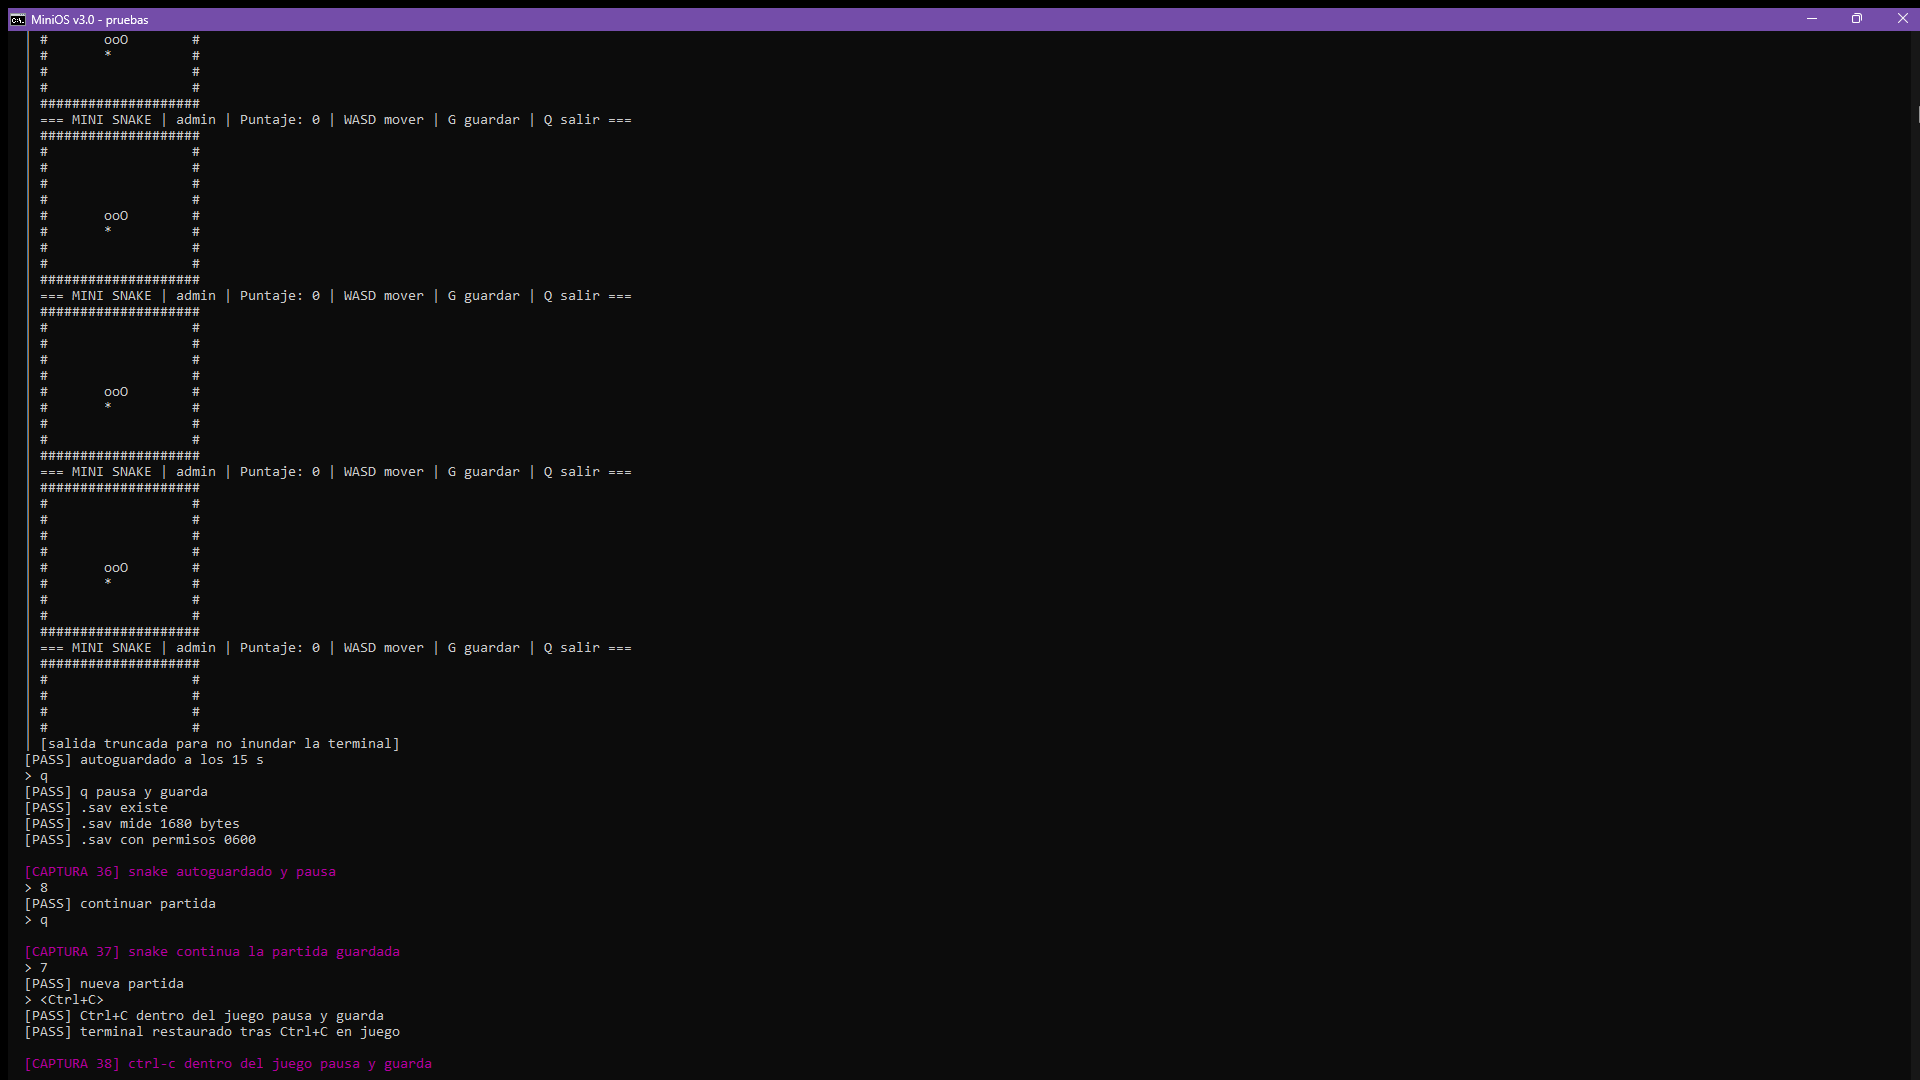 MiniOS v3.0 - pruebas
#       ooO        #
#       *          #
#                  #
#                  #
####################
=== MINI SNAKE | admin | Puntaje: 0 | WASD mover | G guardar | Q salir ===
####################
#                  #
#                  #
#                  #
#                  #
#       ooO        #
#       *          #
#                  #
#                  #
####################
=== MINI SNAKE | admin | Puntaje: 0 | WASD mover | G guardar | Q salir ===
####################
#                  #
#                  #
#                  #
#                  #
#       ooO        #
#       *          #
#                  #
#                  #
####################
=== MINI SNAKE | admin | Puntaje: 0 | WASD mover | G guardar | Q salir ===
####################
#                  #
#                  #
#                  #
#                  #
#       ooO        #
#       *          #
#                  #
#                  #
####################
=== MINI SNAKE | admin | Puntaje: 0 | WASD mover | G guardar | Q salir ===
####################
#                  #
#                  #
#                  #
#                  #
[salida truncada para no inundar la terminal]
[PASS] autoguardado a los 15 s
> q
[PASS] q pausa y guarda
[PASS] .sav existe
[PASS] .sav mide 1680 bytes
[PASS] .sav con permisos 0600
[CAPTURA 36] snake autoguardado y pausa
> 8
[PASS] continuar partida
> q
[CAPTURA 37] snake continua la partida guardada
> 7
[PASS] nueva partida
> <Ctrl+C>
[PASS] Ctrl+C dentro del juego pausa y guarda
[PASS] terminal restaurado tras Ctrl+C en juego
[CAPTURA 38] ctrl-c dentro del juego pausa y guarda